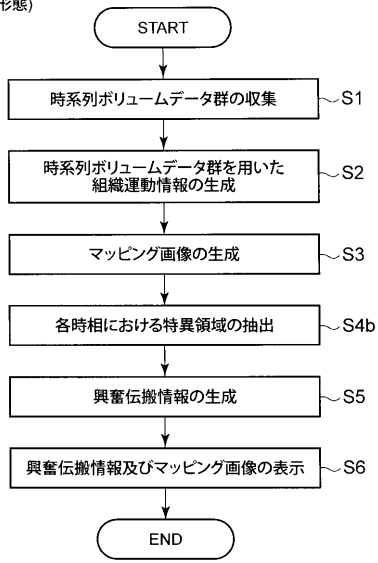 形態)
START
時系列ボリュームデータ群の収集
S1
時系列ボリュームデータ群を用いた
組織運動情報の生成
S2
マッピング画像の生成
S3
各時相における特異領域の抽出
S4b
興奮伝搬情報の生成
S5
興奮伝搬情報及びマッピング画像の表示
S6
END